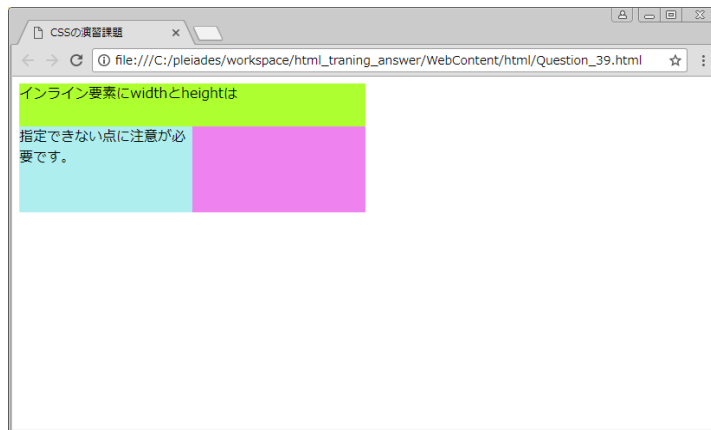 CSSの演習課題
file:///C:/pleiades/workspace/html_traning_answer/WebContent/html/Question_39.html
インライン要素にwidthとheightは
指定できない点に注意が必
要です。